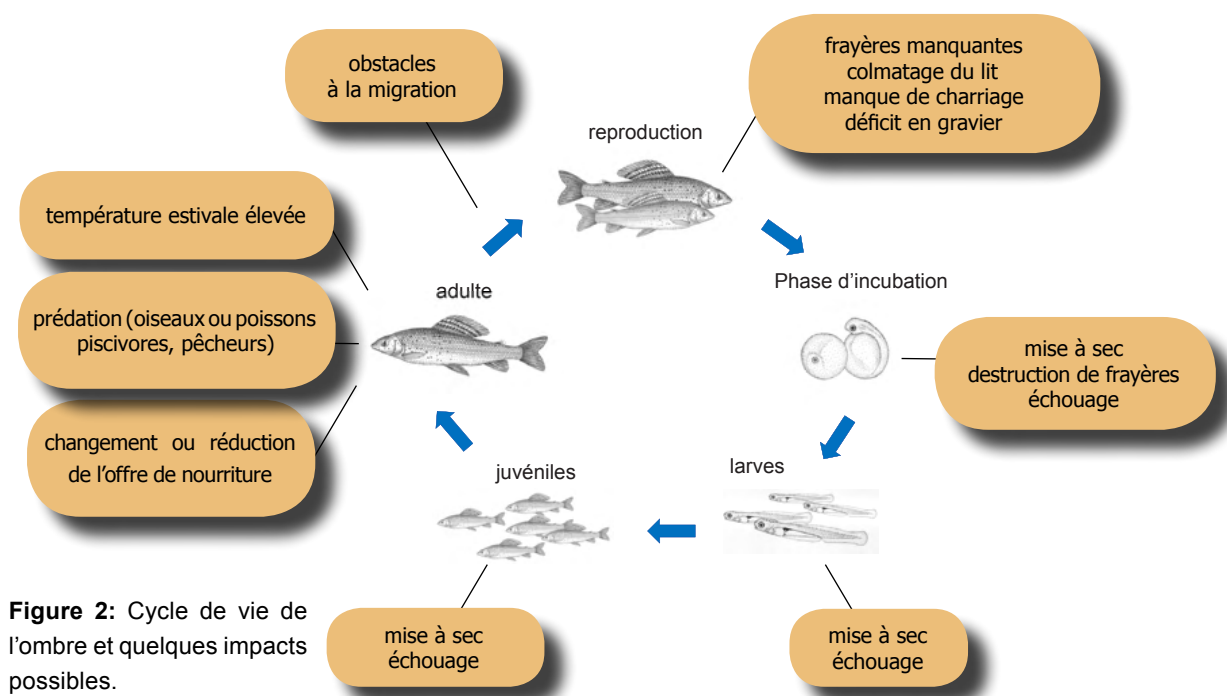 obstacles
à la migration
frayères manquantes
colmatage du lit
manque de charriage
déficit en gravier
reproduction
température estivale élevée
prédation (oiseaux ou poissons
piscivores, pêcheurs)
changement ou réduction
de l'offre de nourriture
adulte
Phase d'incubation
mise à sec
destruction de frayères
échouage
larves
juvéniles
mise à sec
échouage
mise à sec
échouage
Figure 2: Cycle de vie de
l'ombre et quelques impacts
possibles.